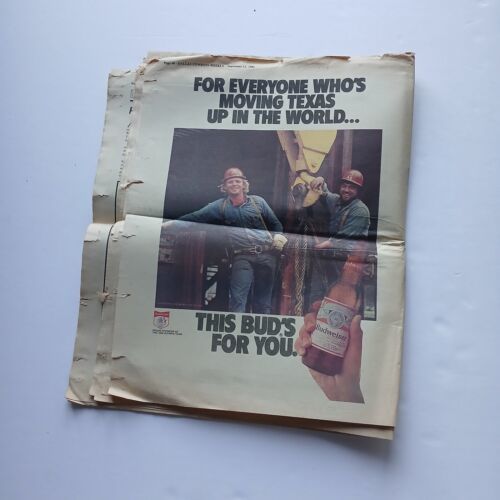 FOR EVERYONE WHO'S
MOVING TEXAS
UP IN THE WORLD...
THIS BUD'S
FOR YOU.
Budweiser